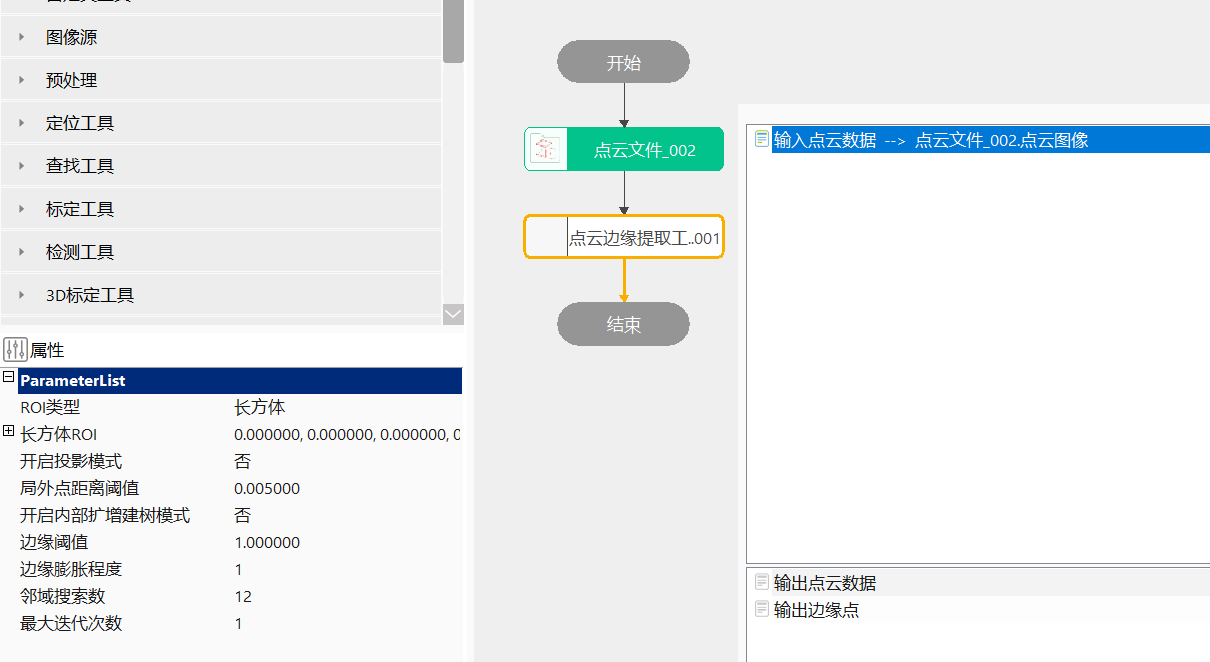 图像源
预处理
定位工具
查找工具
标定工具
检测工具
3D标定工具
属性
ParameterList
ROI类型 长方体
长方体ROI 0.000000, 0.000000, 0.000000, 0
开启投影模式 否
局外点距离阈值 0.005000
开启内部扩增建树模式 否
边缘阈值 1.000000
边缘膨胀程度 1
邻域搜索数 12
最大迭代次数 1
开始
点云文件_002
点云边缘提取工..001
结束
输入点云数据 --> 点云文件_002.点云图像
输出点云数据
输出边缘点